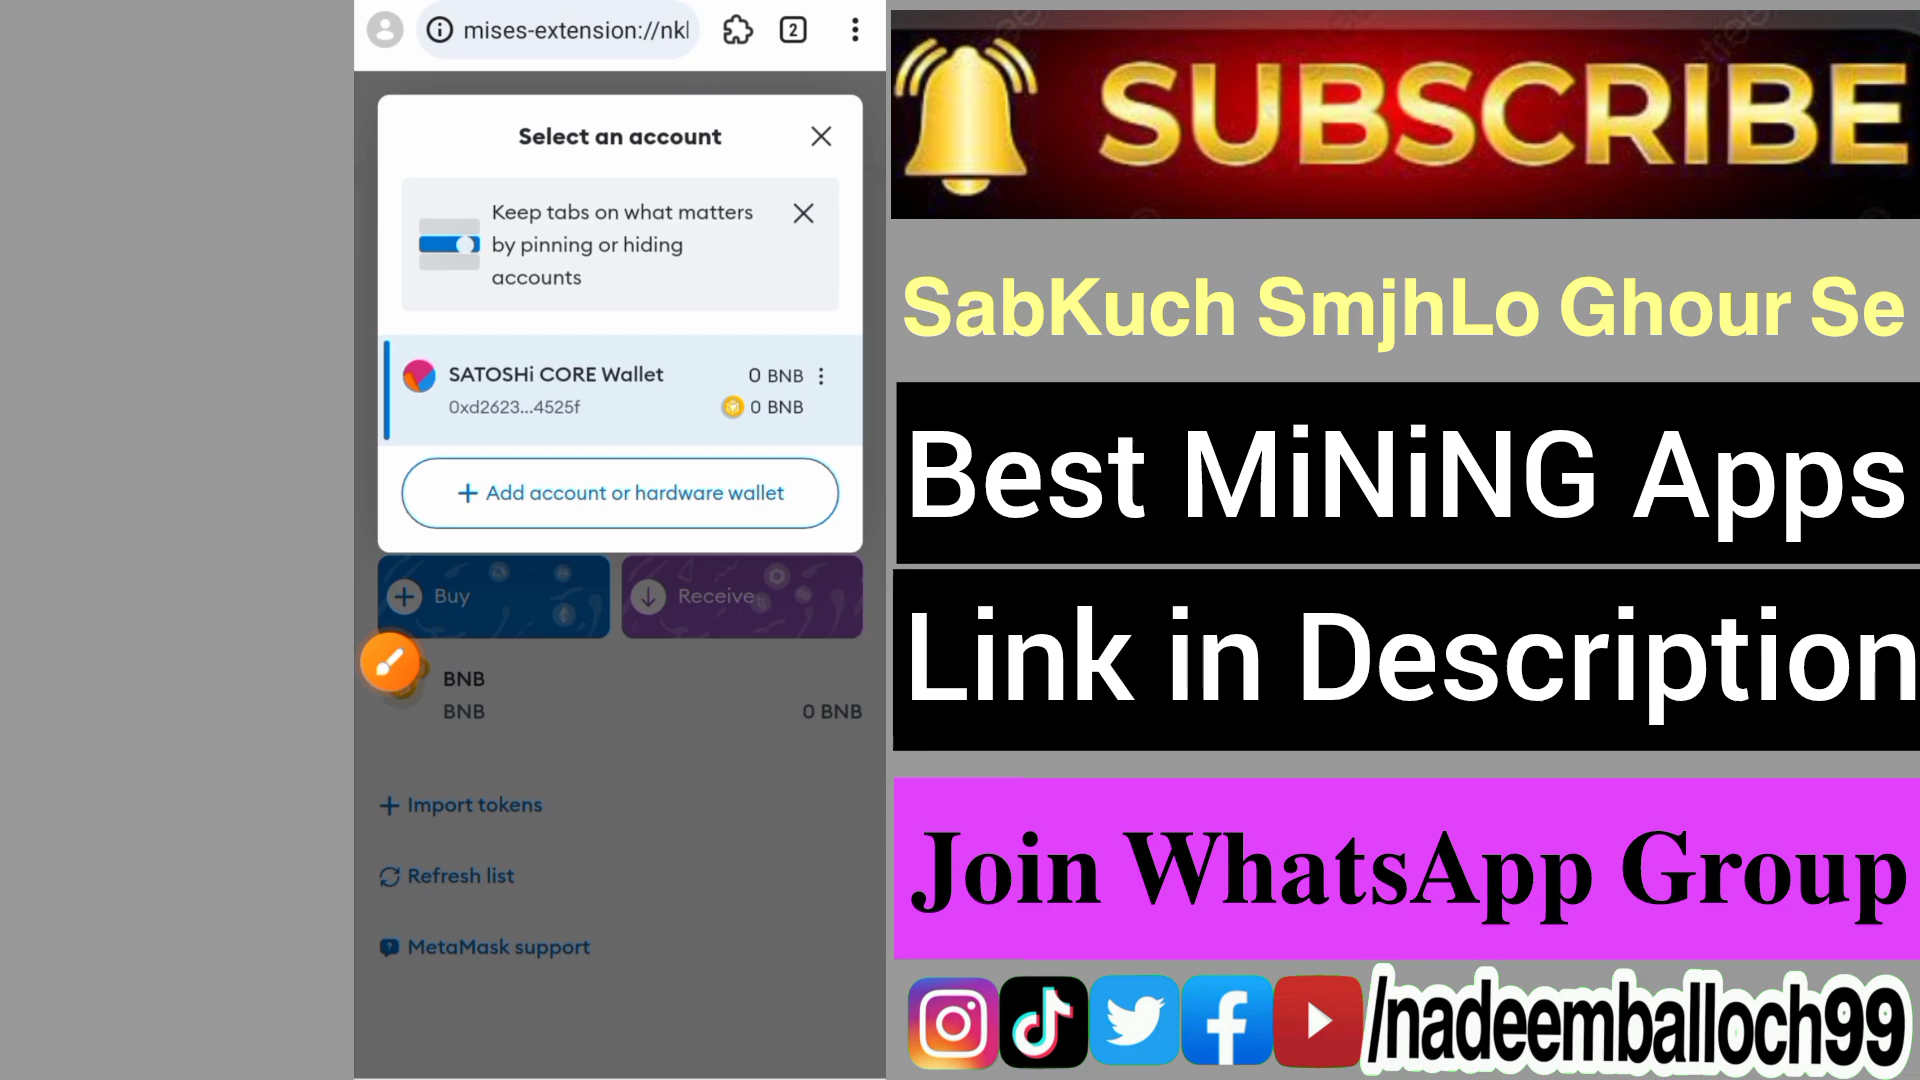 mises-extension://nkl
2
Select an account
Keep tabs on what matters
by pinning or hiding
accounts
SATOSHi CORE Wallet
0 BNB
0xd2623...4525f
0 BNB
+ Add account or hardware wallet
Buy
Receive
BNB
BNB
0 BNB
+ Import tokens
Refresh list
MetaMask support
SUBSCRIBE
SabKuch SmjhLo Ghour Se
Best MiNiNG Apps
Link in Description
Join WhatsApp Group
/nadeemballoch99